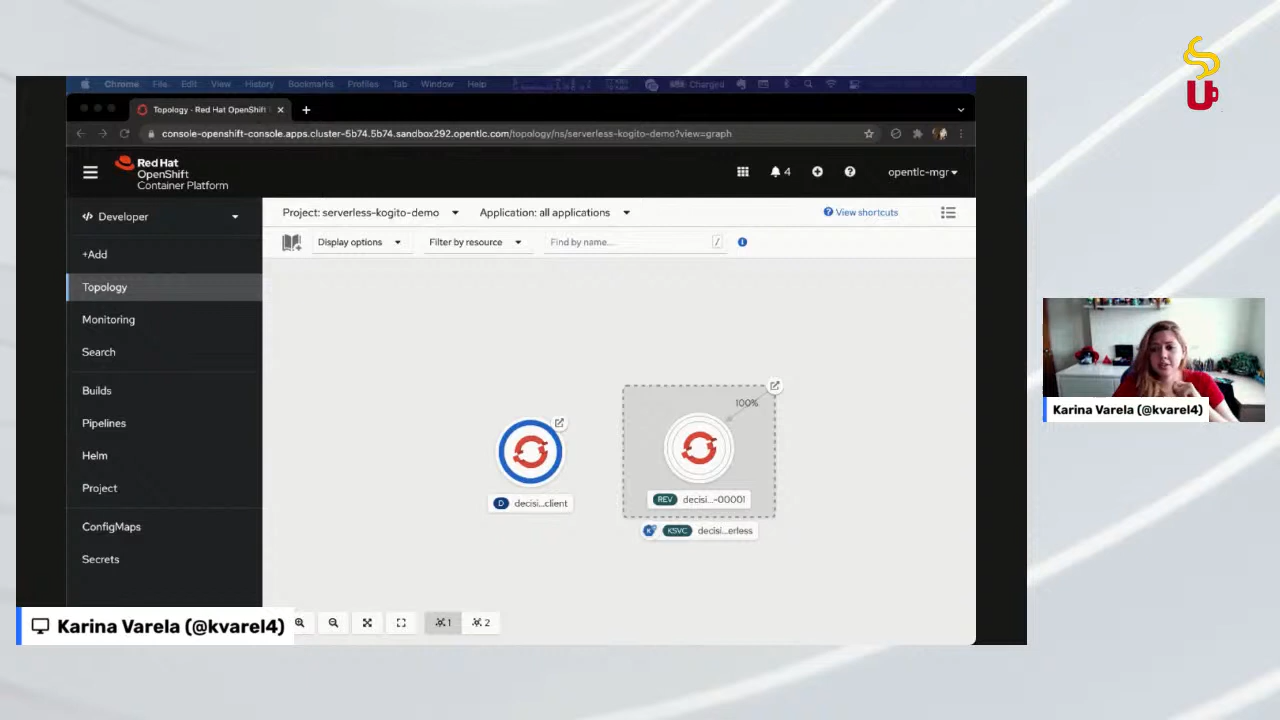 Chrome File Edit View History Bookmarks Profiles Tab Window Help Charged
Topology · Red Hat OpenShift
console-openshift-console.apps.cluster-5b74.5b74.sandbox292.opentlc.com/topology/ns/serverless-kogito-demo?view=graph
Red Hat
OpenShift
Container Platform
4
opentlc-mgr
Developer
Project: serverless-kogito-demo
Application: all applications
View shortcuts
Display options
Filter by resource
Find by name...
/
+Add
Topology
Monitoring
Search
Builds
Pipelines
Helm
Project
ConfigMaps
Secrets
100%
D decisi...client
REV decisi...-00001
KSVC decisi...erless
1
2
Karina Varela (@kvarel4)
Karina Varela (@kvarel4)